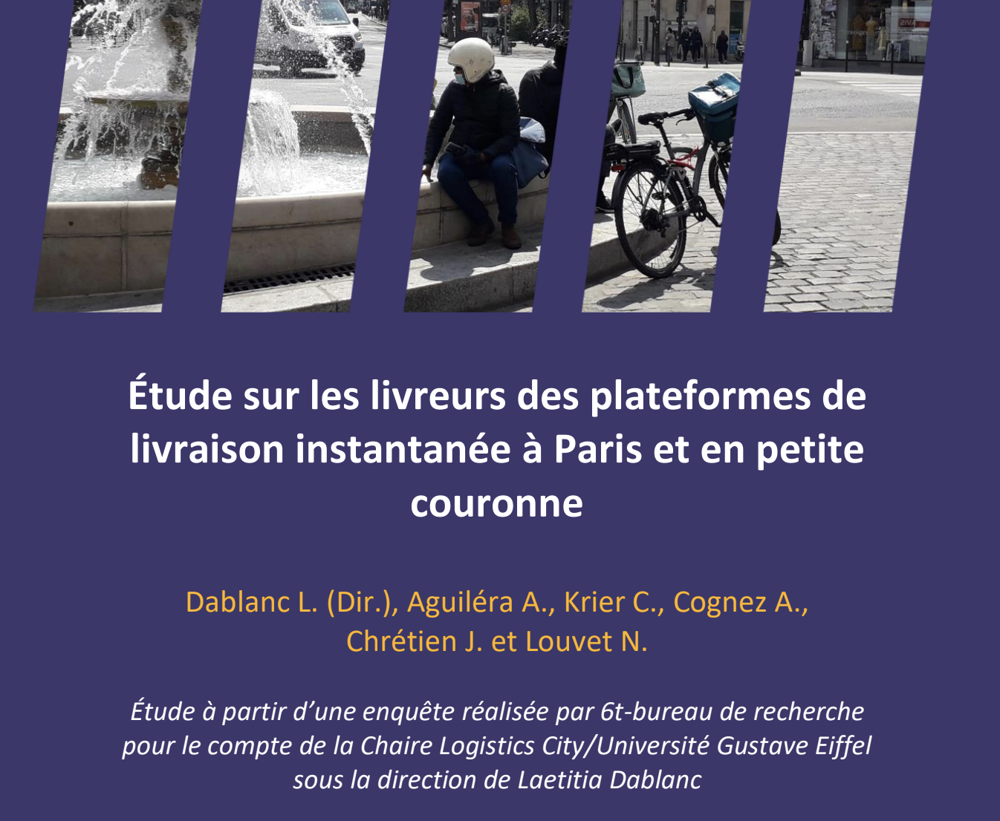 Étude sur les livreurs des plateformes de
livraison instantanée à Paris et en petite
couronne
Dablanc L. (Dir.), Aguiléra A., Krier C., Cognez A.,
Chrétien J. et Louvet N.
Étude à partir d’une enquête réalisée par 6t-bureau de recherche
pour le compte de la Chaire Logistics City/Université Gustave Eiffel
sous la direction de Laetitia Dablanc